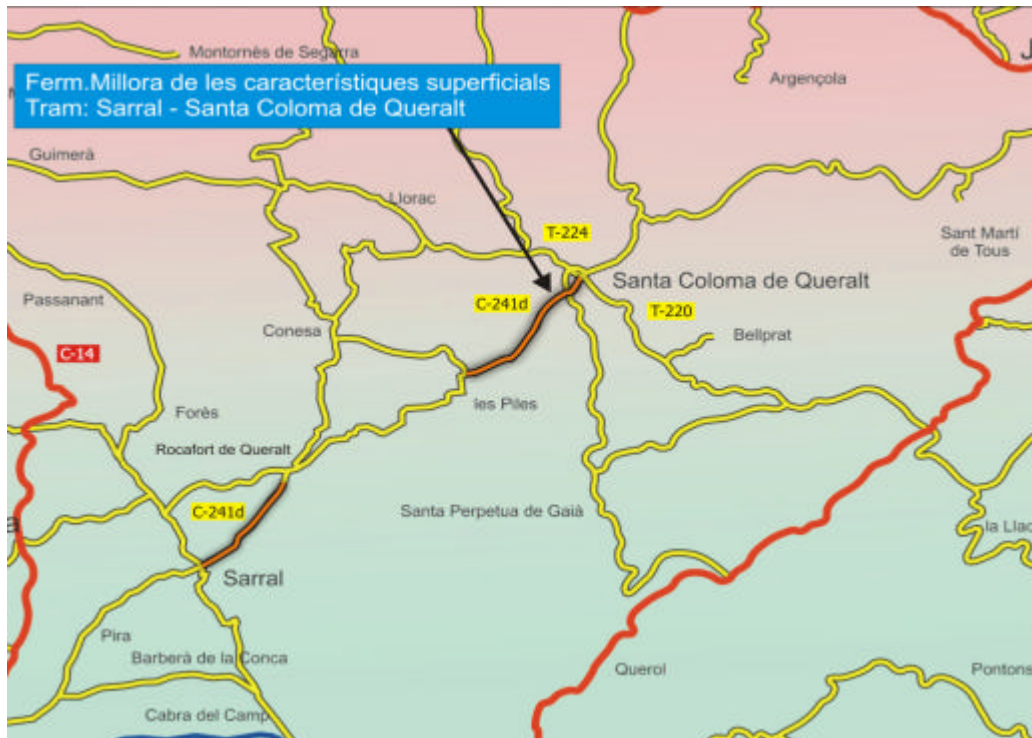 Montornès de Segarra
Ferm.Millora de les característiques superficials
Tram: Sarral - Santa Coloma de Queralt
Argençola
Guimerà
Llorac
T-224
Sant Martí
de Tous
Santa Coloma de Queralt
Passanant
C-241d
T-220
Conesa
Bellprat
C-14
les Piles
Forès
Rocafort de Queralt
C-241d
Santa Perpetua de Gaià
la Llac
Sarral
Pira
Barberà de la Conca
Querol
Pontons
Cabra del Camp